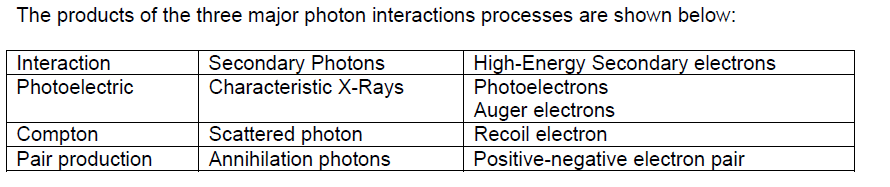 The products of the three major photon interactions processes are shown below:
Interaction Secondary Photons High-Energy Secondary electrons
Photoelectric Characteristic X-Rays Photoelectrons
Auger electrons
Compton Scattered photon Recoil electron
Pair production Annihilation photons Positive-negative electron pair